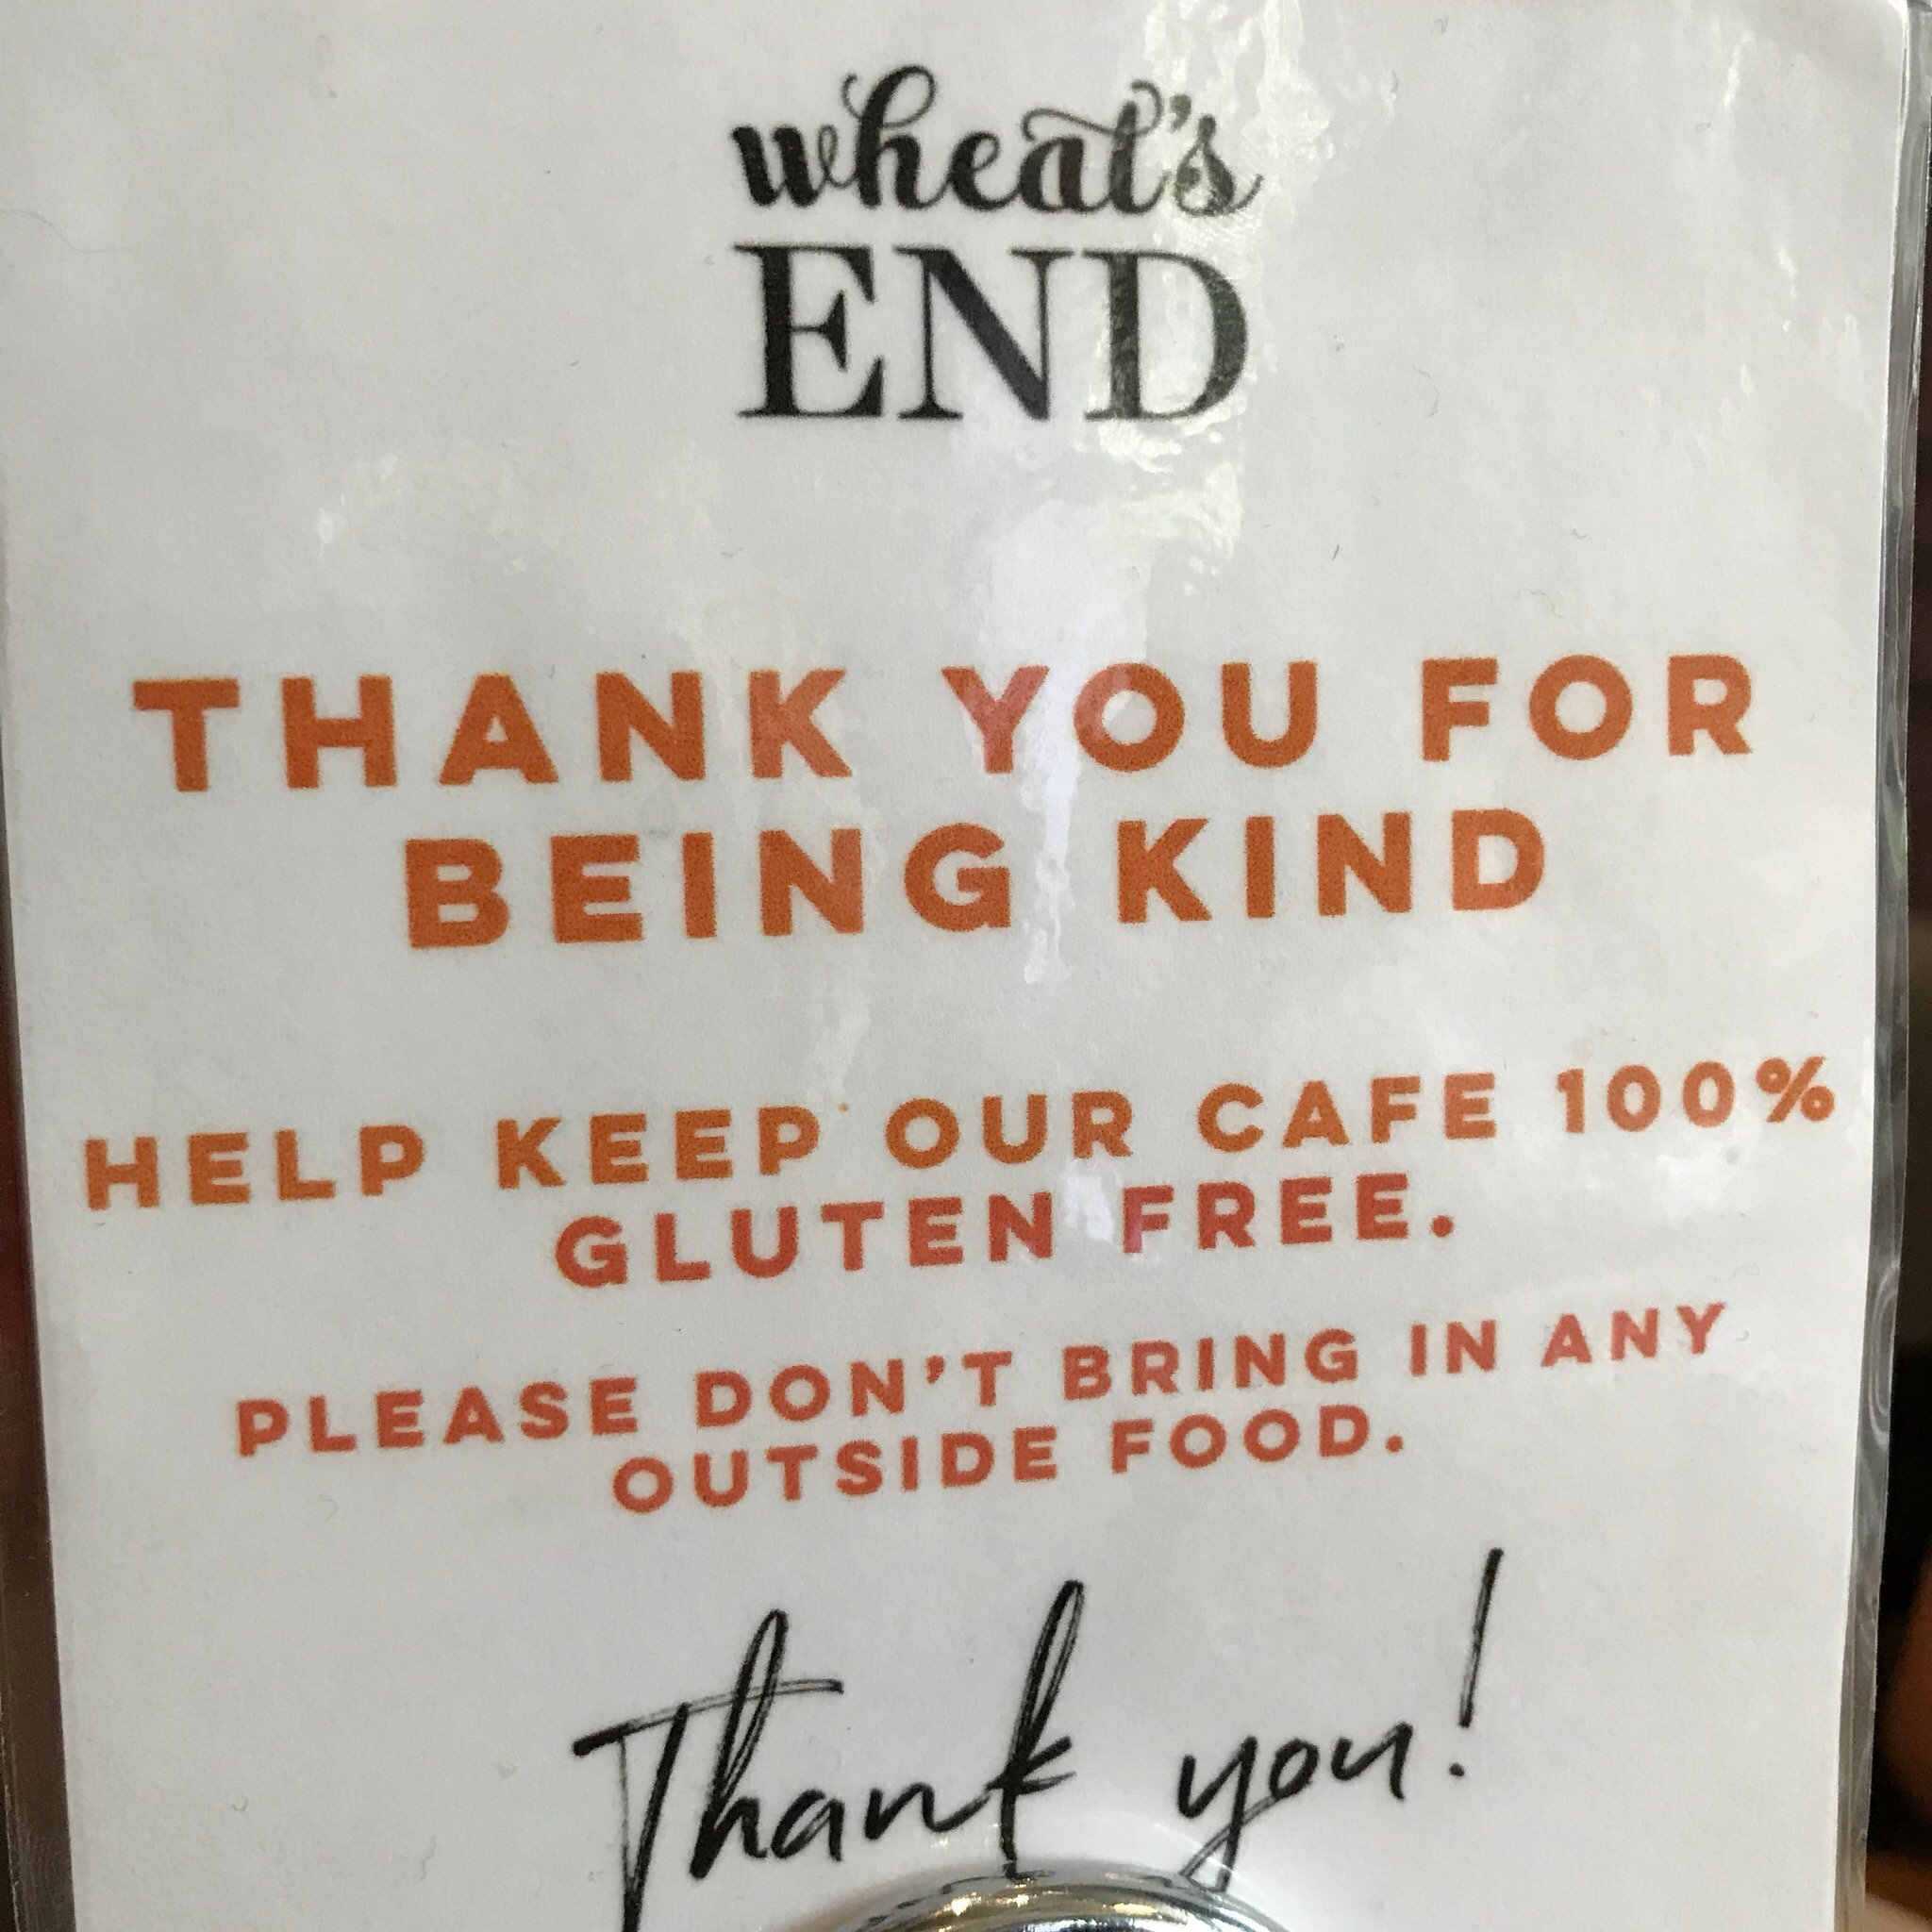 wheat's
END
THANK YOU FOR
BEING KIND
HELP KEEP OUR CAFE 100%
GLUTEN FREE.
PLEASE DON'T BRING IN ANY
OUTSIDE FOOD.
Thank you!